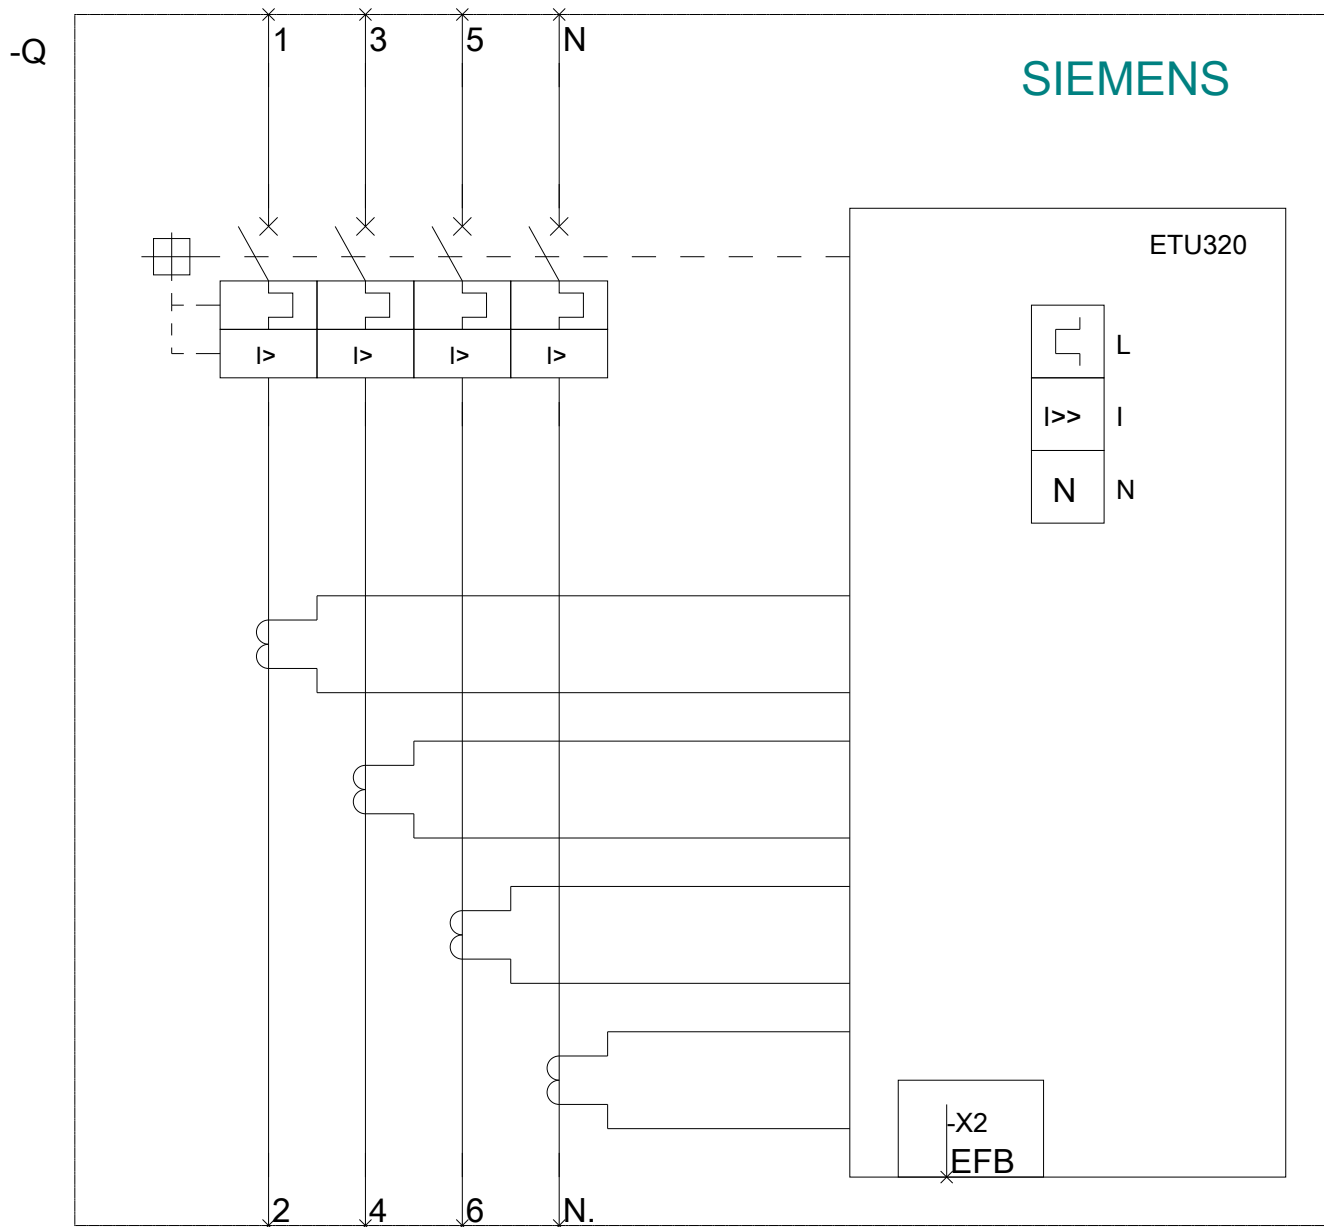 1 3 5 N
-Q
SIEMENS
ETU320
L
I> I> I> I>
I>> I
N N
-X2
EFB
2 4 6 N.